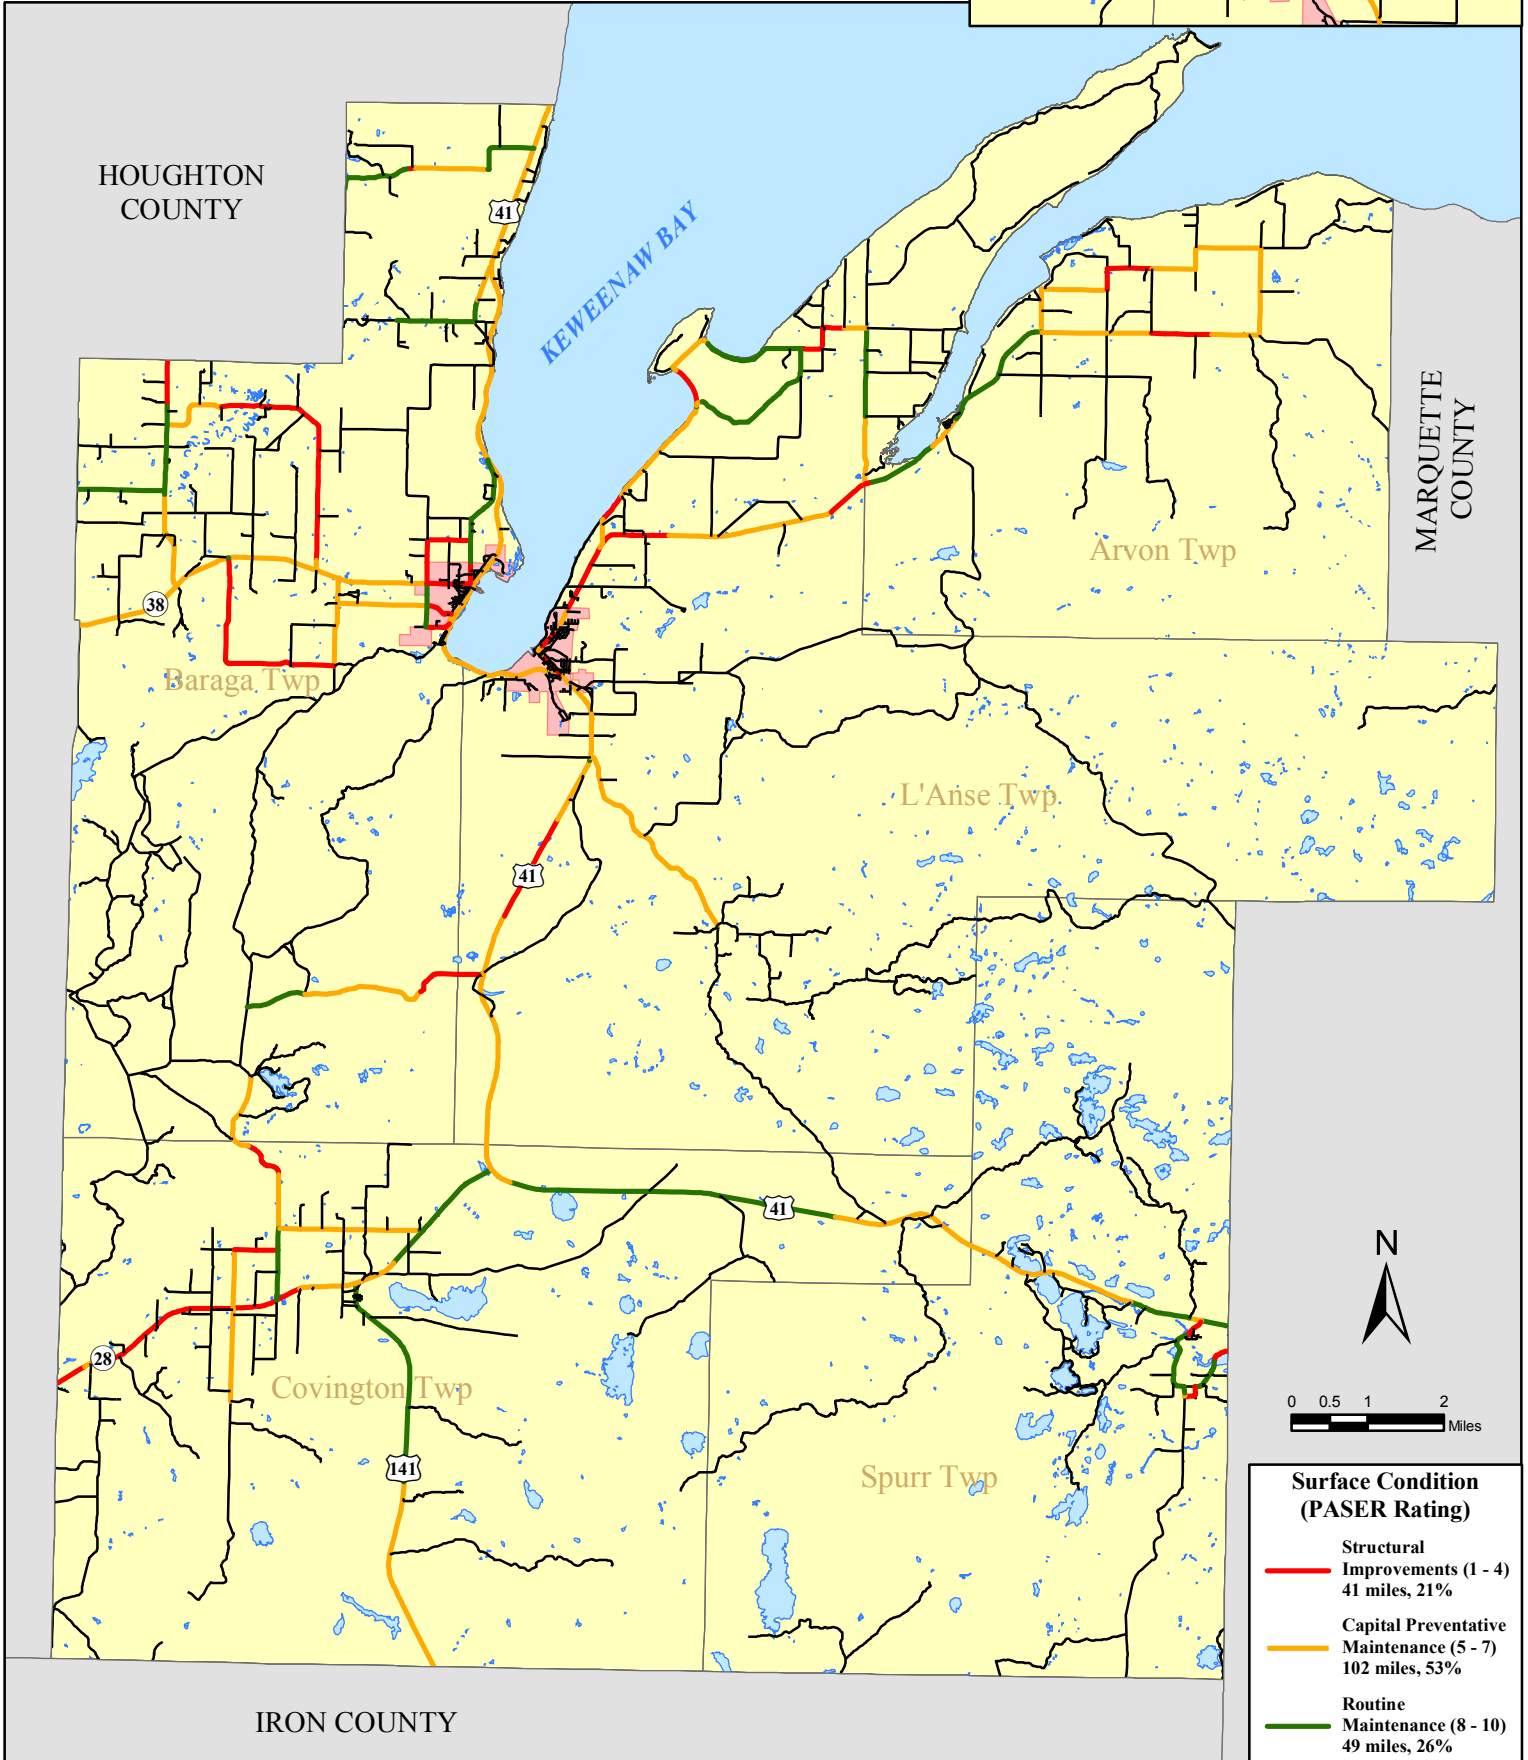 HOUGHTON
COUNTY
41
KEWEENAW BAY
MARQUETTE
COUNTY
Arvon Twp
38
Baraga Twp
L'Anse Twp
41
41
N
28
Covington Twp
0 0.5 1 2
Miles
141
Spurr Twp
Surface Condition
(PASER Rating)
Structural
Improvements (1 - 4)
41 miles, 21%
Capital Preventative
Maintenance (5 - 7)
102 miles, 53%
Routine
Maintenance (8 - 10)
49 miles, 26%
IRON COUNTY